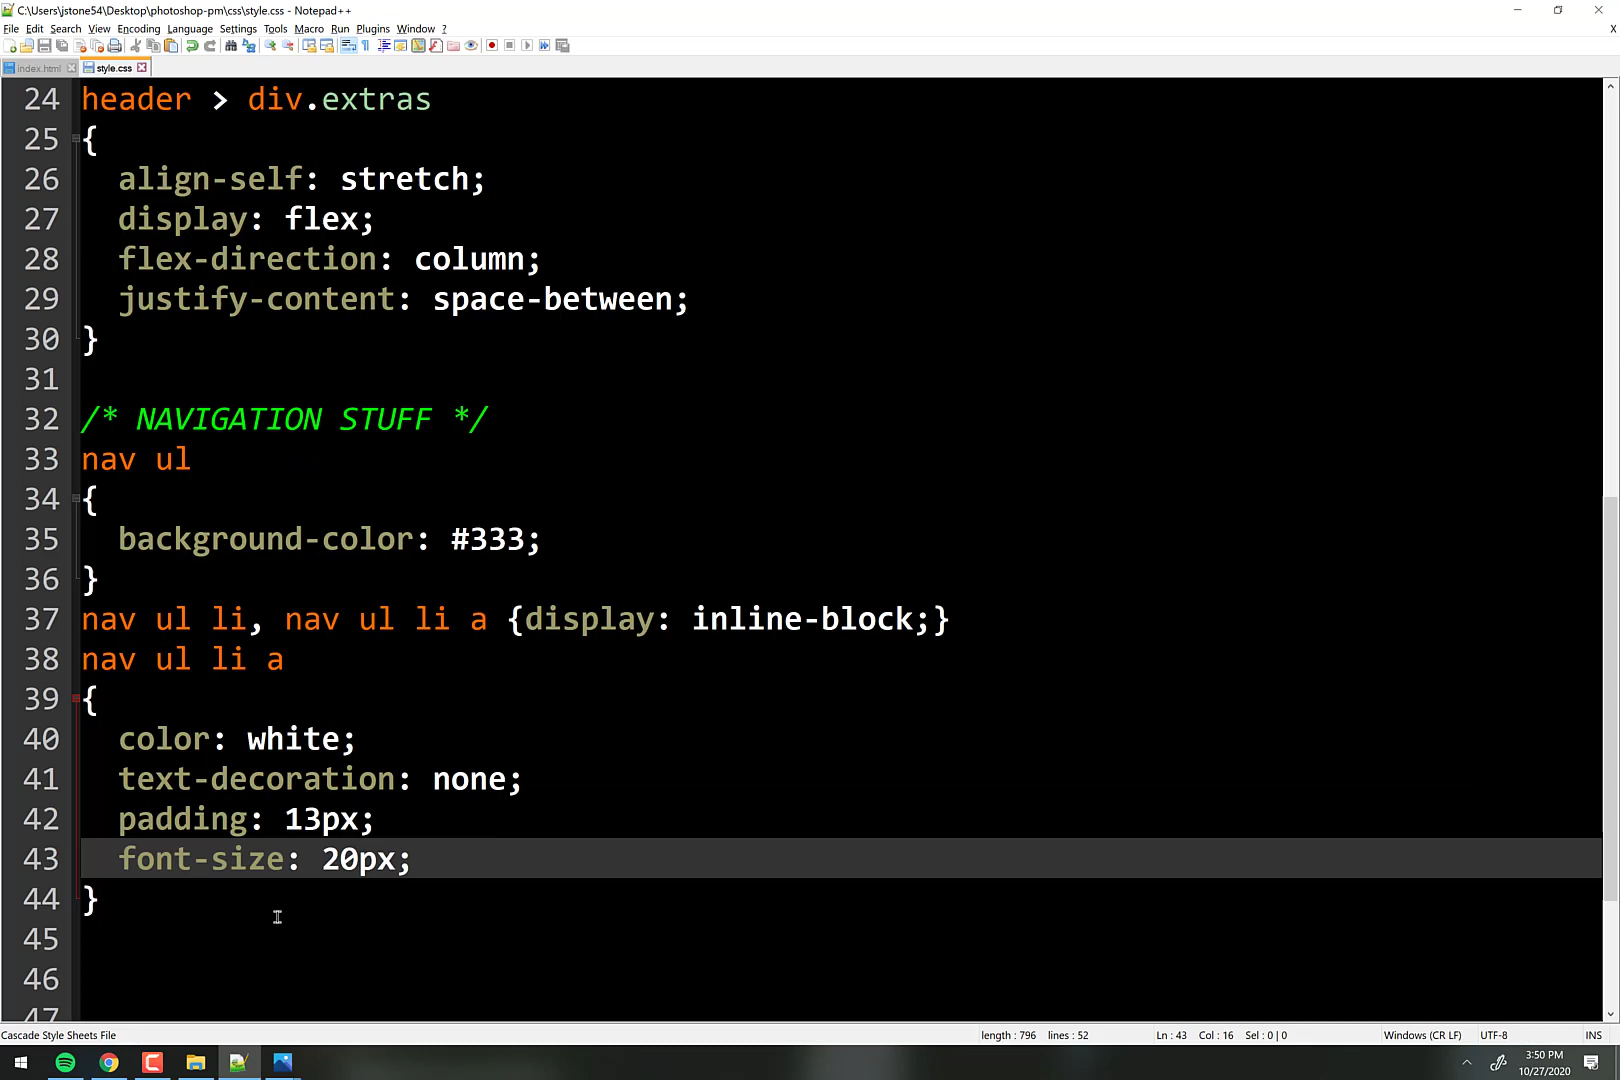 C:\Users\jstone54\Desktop\photoshop-pm\css\style.css - Notepad++
File Edit Search View Encoding Language Settings Tools Macro Run Plugins Window ? X
index.html style.css
24 header > div.extras
25 {
26 align-self: stretch;
27 display: flex;
28 flex-direction: column;
29 justify-content: space-between;
30 }
31
32 /* NAVIGATION STUFF */
33 nav ul
34 {
35 background-color: #333;
36 }
37 nav ul li, nav ul li a {display: inline-block;}
38 nav ul li a
39 {
40 color: white;
41 text-decoration: none;
42 padding: 13px;
43 font-size: 20px;
44 }
45
46
47
Cascade Style Sheets File length : 796 lines : 52 Ln : 43 Col : 16 Sel : 0 | 0 Windows (CR LF) UTF-8 INS
3:50 PM
10/27/2020